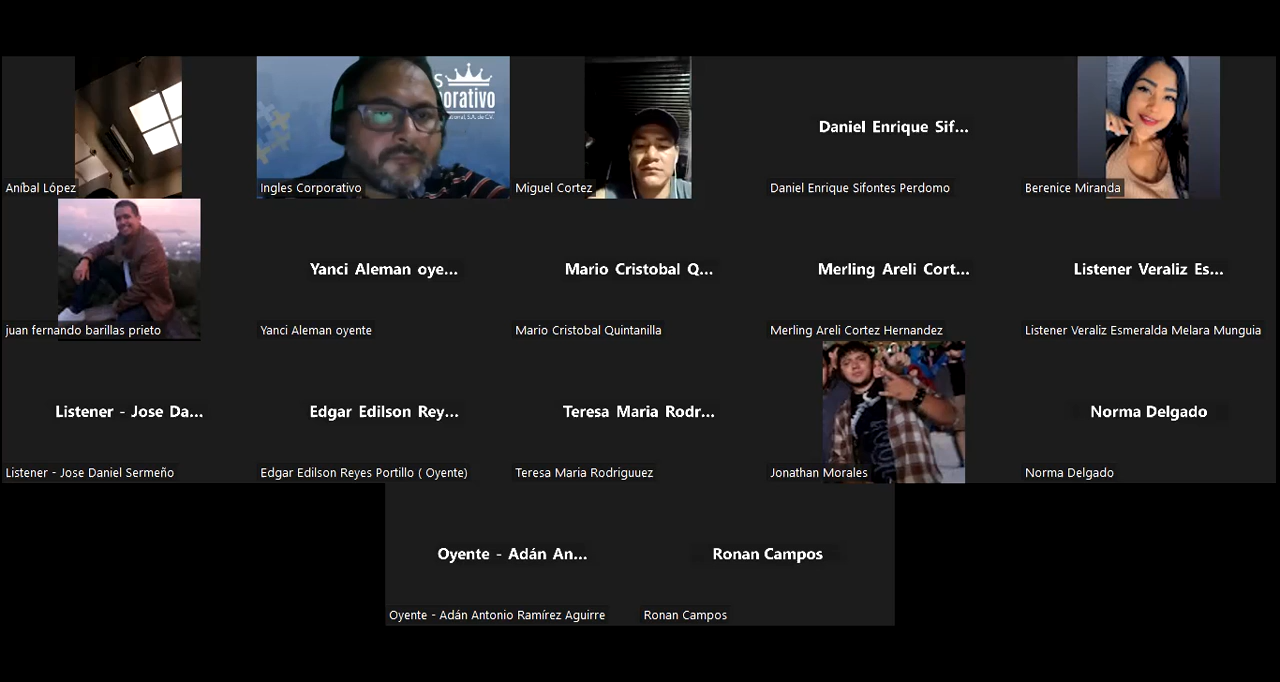 Aníbal López
S
orativo
national, S.A. de C.V.
Ingles Corporativo
Miguel Cortez
Daniel Enrique Sif...
Daniel Enrique Sifontes Perdomo
Berenice Miranda
juan fernando barillas prieto
Yanci Aleman oye...
Yanci Aleman oyente
Mario Cristobal Q...
Mario Cristobal Quintanilla
Merling Areli Cort...
Merling Areli Cortez Hernandez
Listener Veraliz Es...
Listener Veraliz Esmeralda Melara Munguia
Listener - Jose Da...
Listener - Jose Daniel Sermeño
Edgar Edilson Rey...
Edgar Edilson Reyes Portillo ( Oyente)
Teresa Maria Rodr...
Teresa Maria Rodriguuez
Jonathan Morales
Norma Delgado
Norma Delgado
Oyente - Adán An...
Oyente - Adán Antonio Ramírez Aguirre
Ronan Campos
Ronan Campos